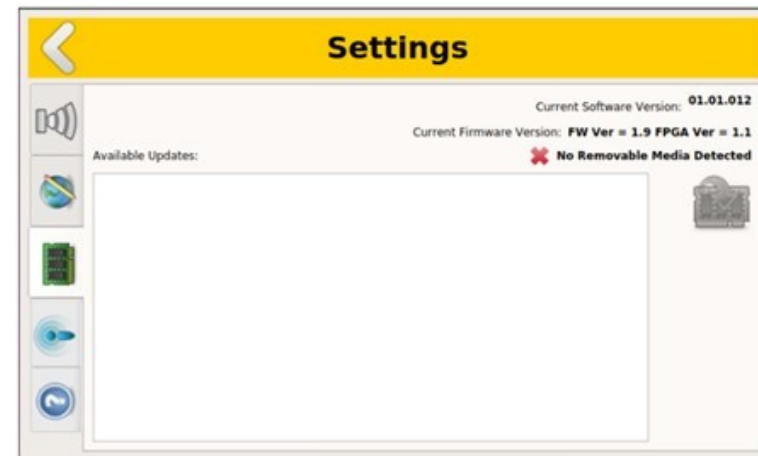 Settings
Current Software Version: 01.01.012
Current Firmware Version: FW Ver = 1.9 FPGA Ver = 1.1
Available Updates:
No Removable Media Detected